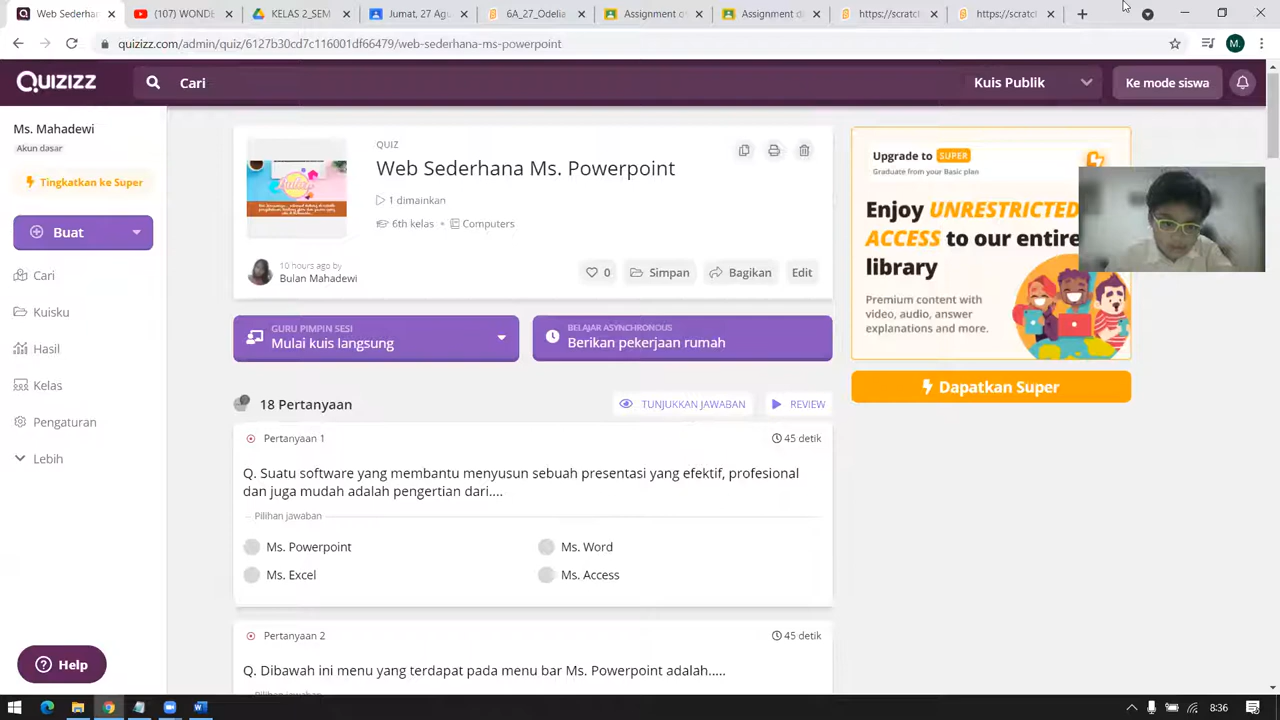 Web Sederha
(107) WONDE
KELAS 2_SEM
Jumat, 27 Ag
6A_27_Odelie
Assignment o
Assignment d
https://scratc
https://scratc
quizizz.com/admin/quiz/6127b30cd7c116001df66479/web-sederhana-ms-powerpoint
M.
QUIZIZZ
Cari
Kuis Publik
Ke mode siswa
Ms. Mahadewi
Akun dasar
Tingkatkan ke Super
Buat
Cari
Kuisku
Hasil
Kelas
Pengaturan
Lebih
Help
QUIZ
Web Sederhana Ms. Powerpoint
1 dimainkan
6th kelas • Computers
10 hours ago by
Bulan Mahadewi
0
Simpan
Bagikan
Edit
GURU PIMPIN SESI
Mulai kuis langsung
BELAJAR ASYNCHRONOUS
Berikan pekerjaan rumah
18 Pertanyaan
TUNJUKKAN JAWABAN
REVIEW
Pertanyaan 1
45 detik
Q. Suatu software yang membantu menyusun sebuah presentasi yang efektif, profesional
dan juga mudah adalah pengertian dari....
Pilihan jawaban
Ms. Powerpoint
Ms. Word
Ms. Excel
Ms. Access
Pertanyaan 2
45 detik
Q. Dibawah ini menu yang terdapat pada menu bar Ms. Powerpoint adalah.....
Upgrade to SUPER
Graduate from your Basic plan
Enjoy UNRESTRICTED
ACCESS to our entire
library
Premium content with
video, audio, answer
explanations and more.
Dapatkan Super
8:36